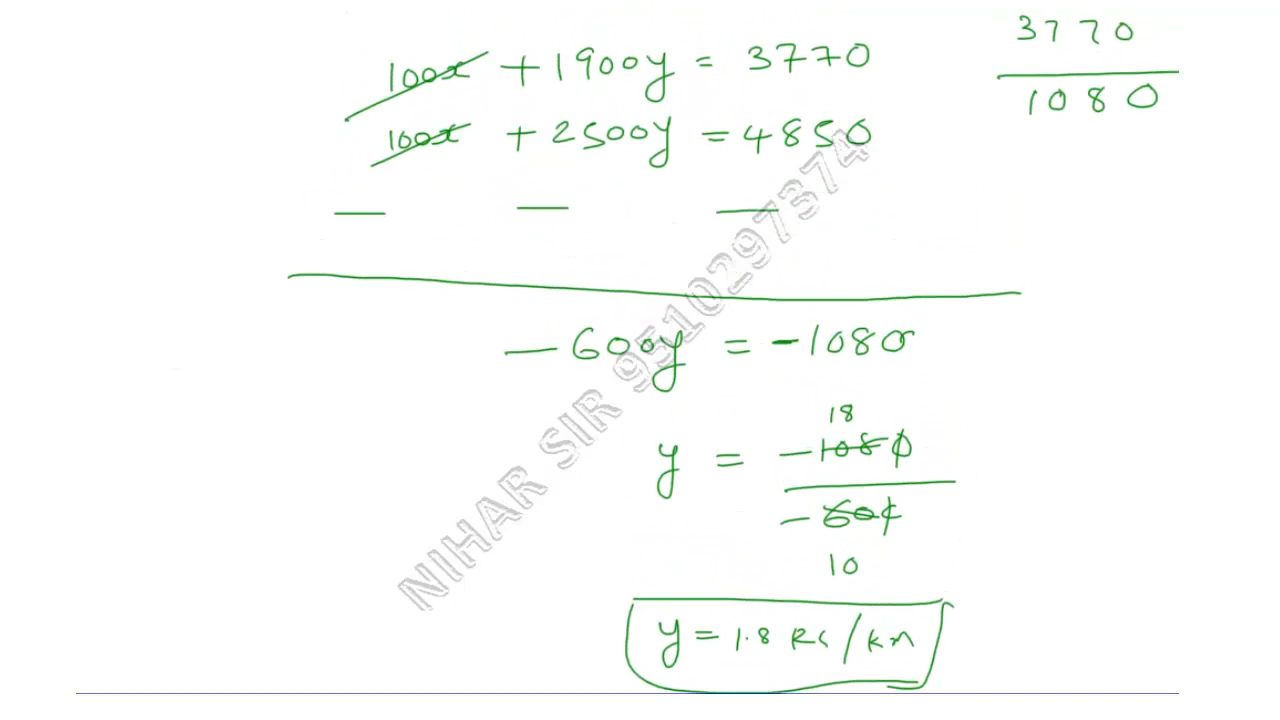 3770
100x + 1900y = 3770
1080
100x + 2500y = 4850
— — —
— 600y = -1080
18
y = -1080
-600
10
y = 1.8 Rs/km
NIHAR SIR 9510297374